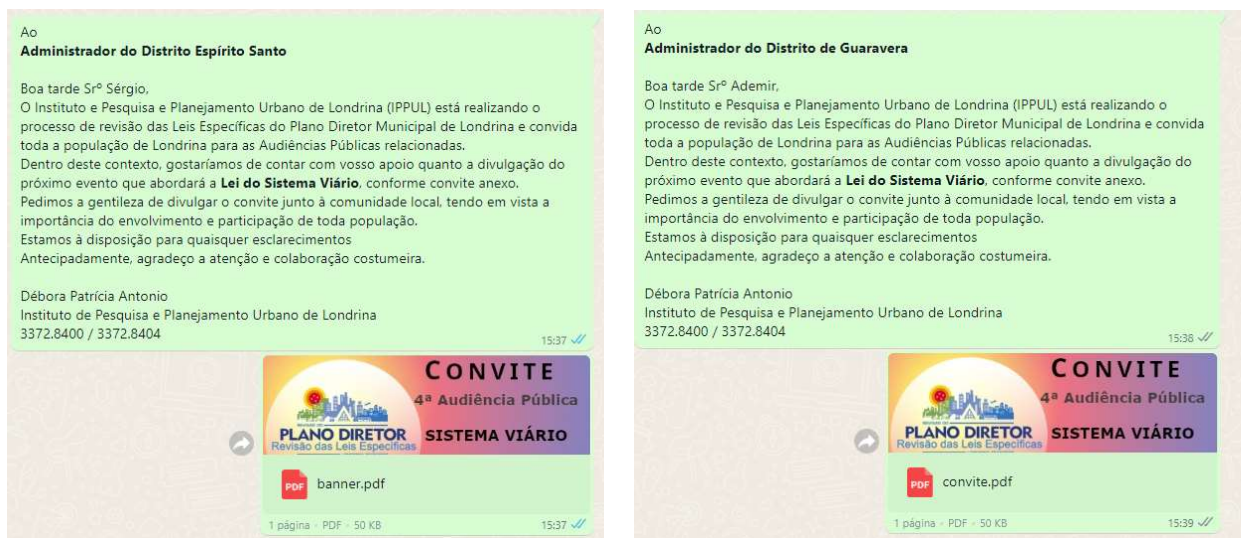 Ao
Administrador do Distrito Espírito Santo
Boa tarde Srº Sérgio,
O Instituto e Pesquisa e Planejamento Urbano de Londrina (IPPUL) está realizando o
processo de revisão das Leis Específicas do Plano Diretor Municipal de Londrina e convida
toda a população de Londrina para as Audiências Públicas relacionadas.
Dentro deste contexto, gostaríamos de contar com vosso apoio quanto a divulgação do
próximo evento que abordará a Lei do Sistema Viário, conforme convite anexo.
Pedimos a gentileza de divulgar o convite junto à comunidade local, tendo em vista a
importância do envolvimento e participação de toda população.
Estamos à disposição para quaisquer esclarecimentos
Antecipadamente, agradeço a atenção e colaboração costumeira.
Débora Patrícia Antonio
Instituto de Pesquisa e Planejamento Urbano de Londrina
3372.8400 / 3372.8404
15:37
CONVITE
4ª Audiência Pública
PLANO DIRETOR
SISTEMA VIÁRIO
Revisão das Leis Específicas
PDF
banner.pdf
1 página · PDF · 50 KB
15:37
Ao
Administrador do Distrito de Guaravera
Boa tarde Srº Ademir,
O Instituto e Pesquisa e Planejamento Urbano de Londrina (IPPUL) está realizando o
processo de revisão das Leis Específicas do Plano Diretor Municipal de Londrina e convida
toda a população de Londrina para as Audiências Públicas relacionadas.
Dentro deste contexto, gostaríamos de contar com vosso apoio quanto a divulgação do
próximo evento que abordará a Lei do Sistema Viário, conforme convite anexo.
Pedimos a gentileza de divulgar o convite junto à comunidade local, tendo em vista a
importância do envolvimento e participação de toda população.
Estamos à disposição para quaisquer esclarecimentos
Antecipadamente, agradeço a atenção e colaboração costumeira.
Débora Patrícia Antonio
Instituto de Pesquisa e Planejamento Urbano de Londrina
3372.8400 / 3372.8404
15:38
CONVITE
4ª Audiência Pública
PLANO DIRETOR
SISTEMA VIÁRIO
Revisão das Leis Específicas
PDF
convite.pdf
1 página · PDF · 50 KB
15:39